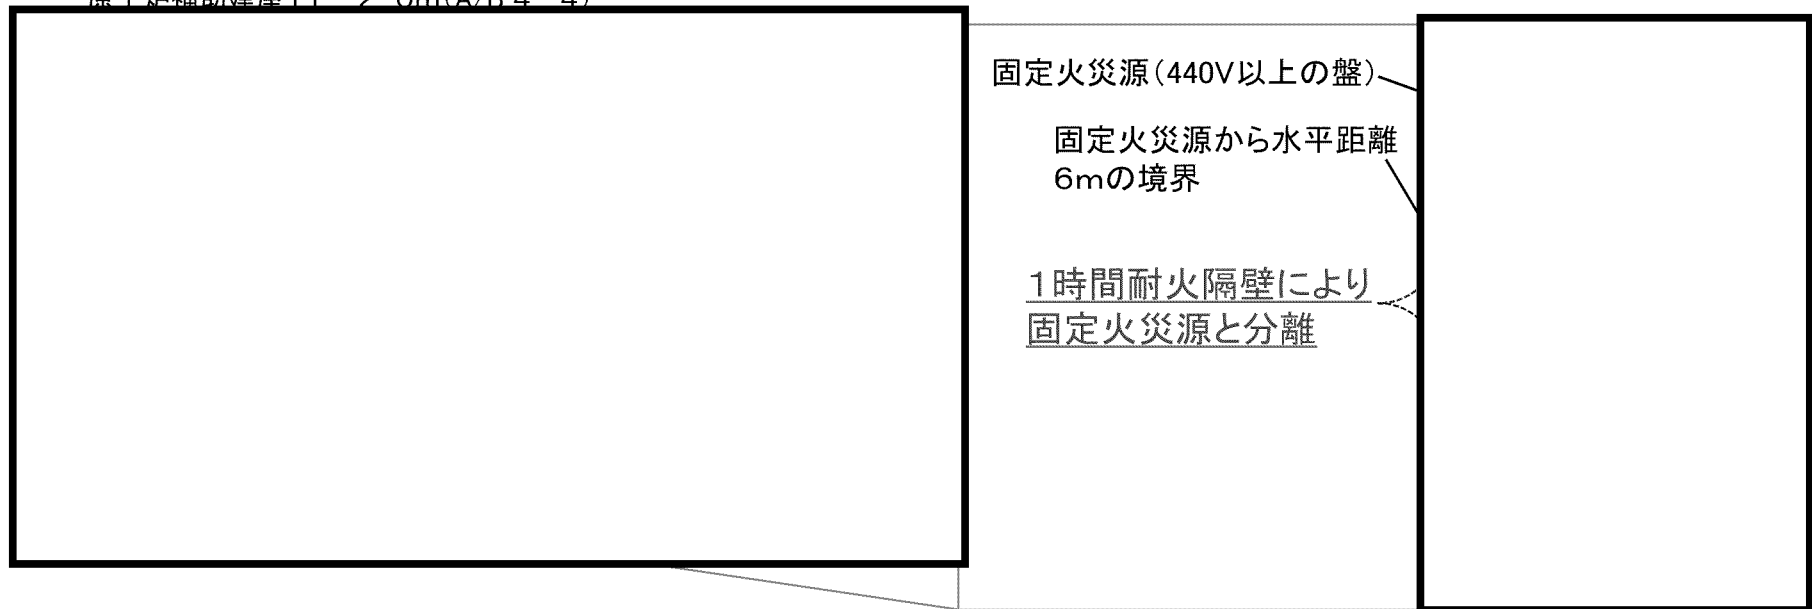 固定火災源(440V以上の盤)
固定火災源から水平距離
6mの境界
1時間耐火隔壁により
固定火災源と分離